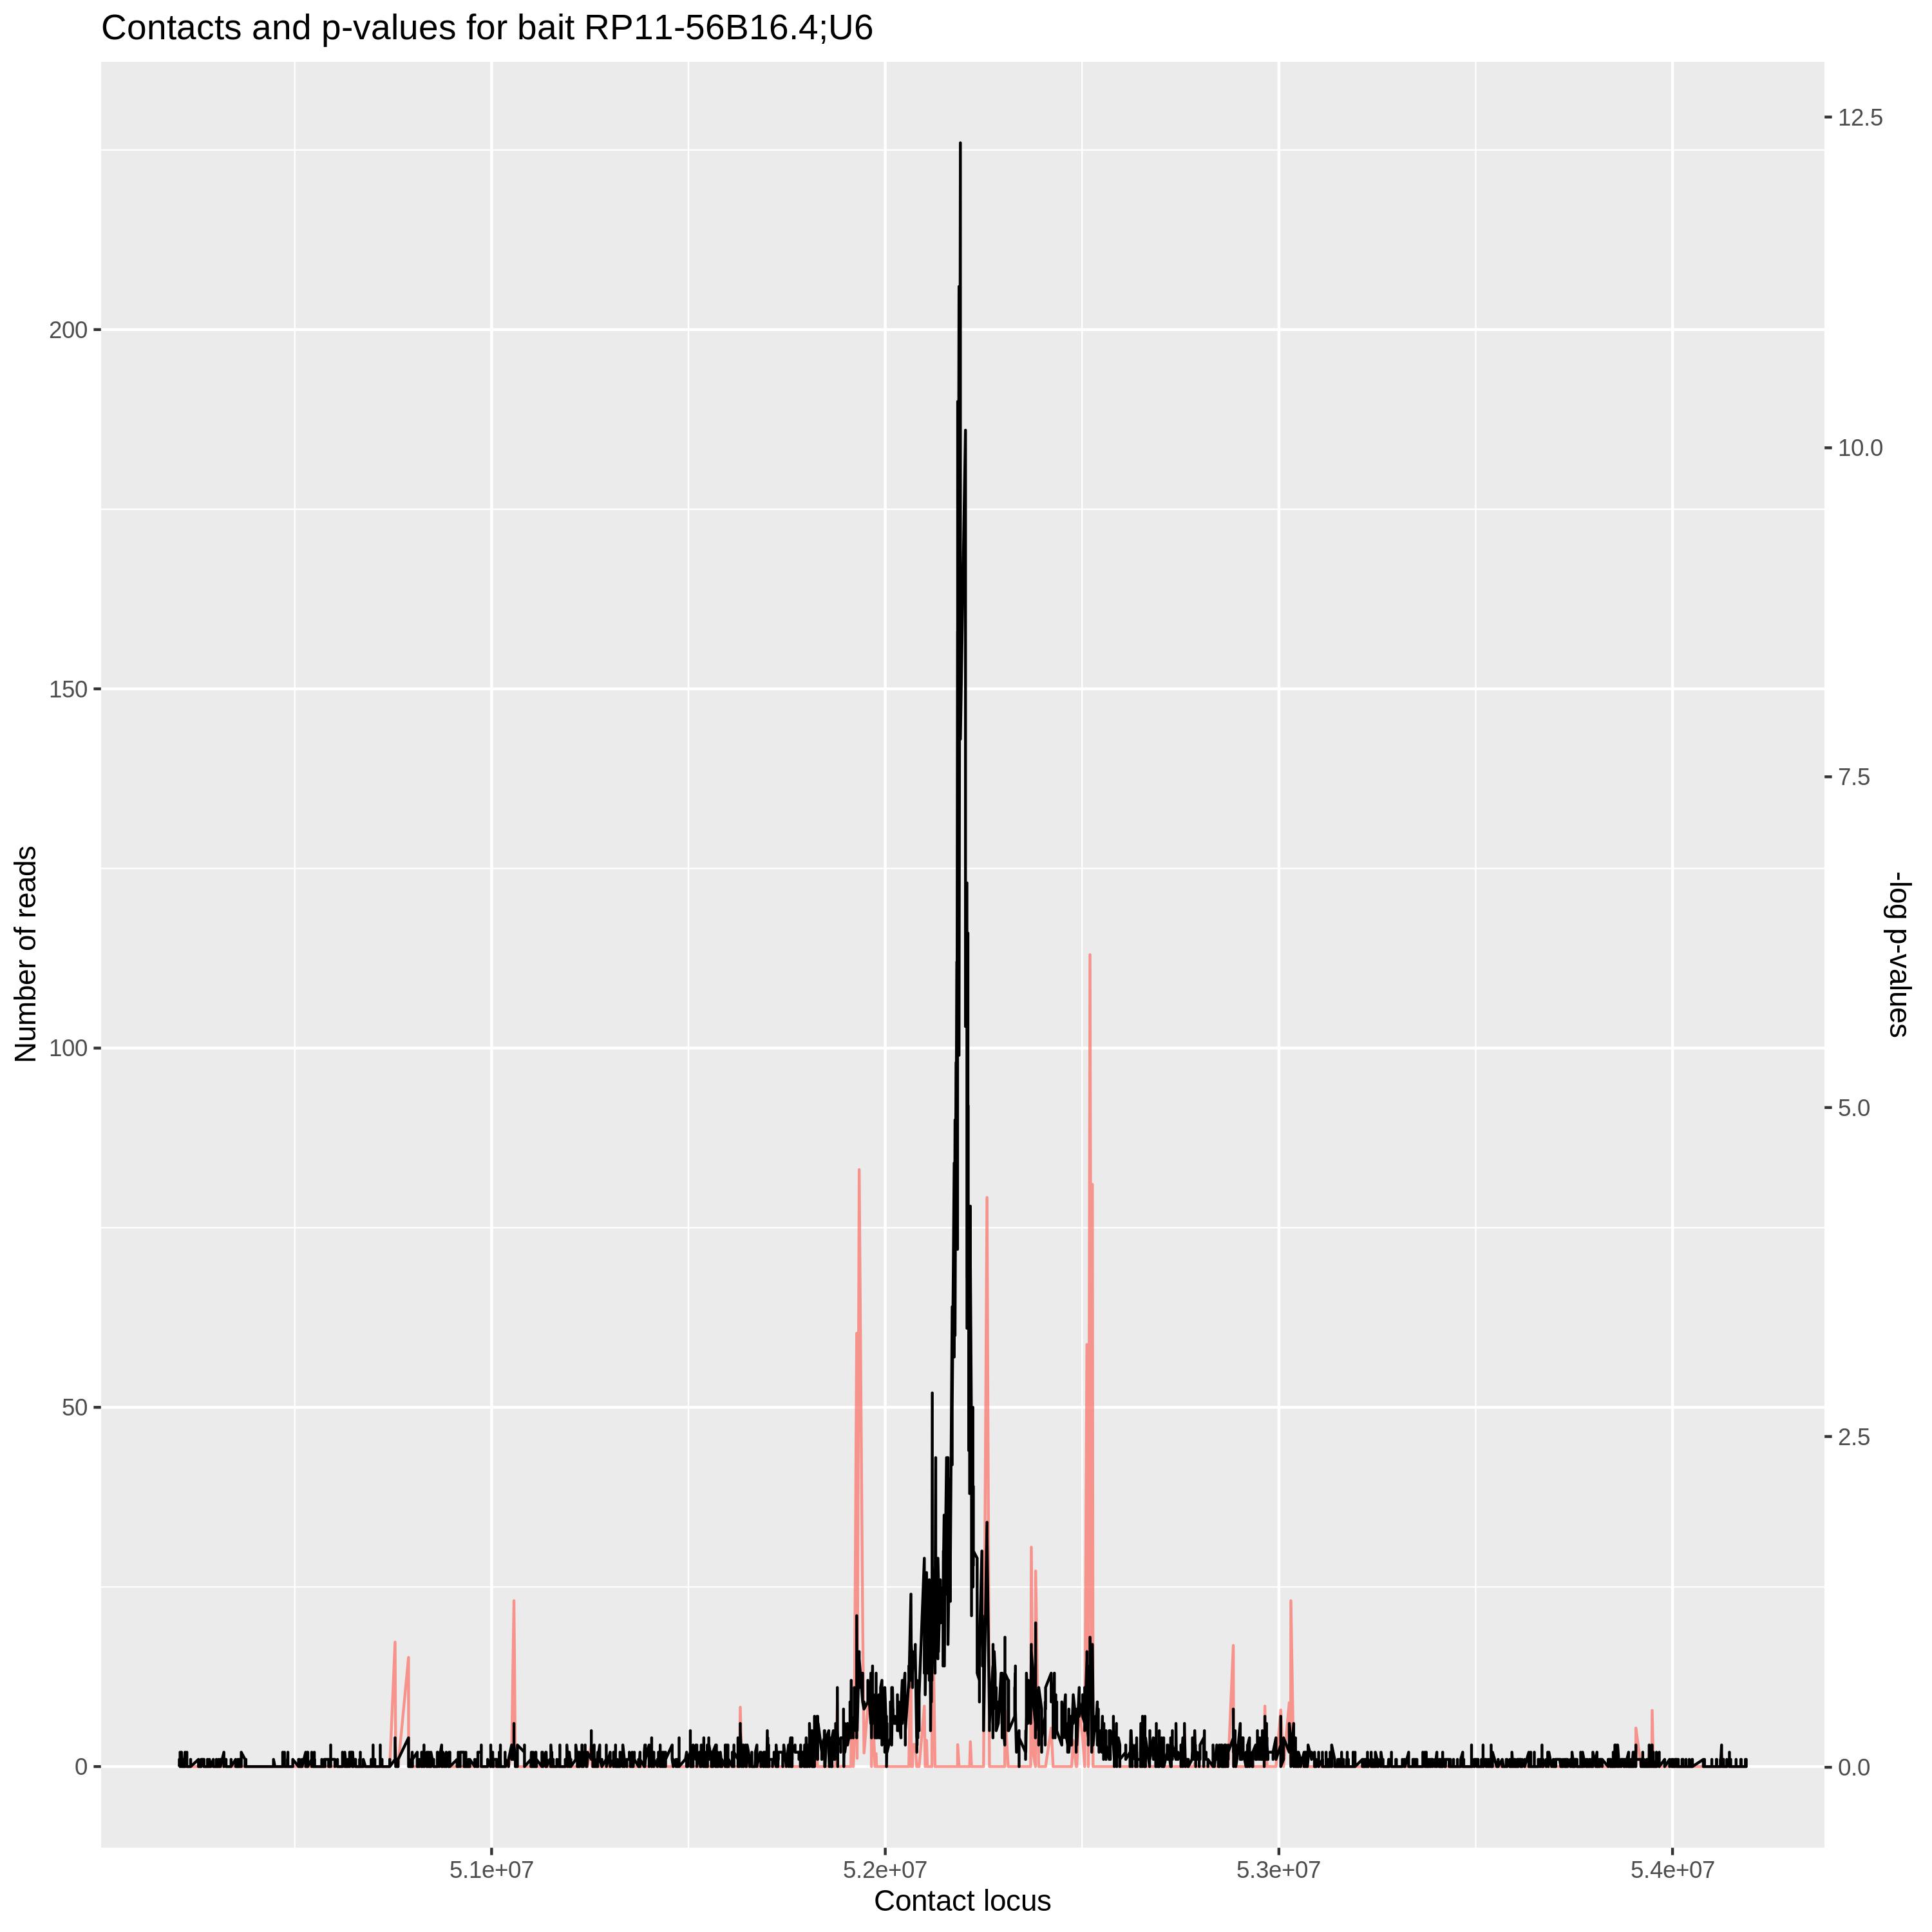 Contacts and p-values for bait RP11-56B16.4;U6
12.5
200
10.0
150
7.5
Number of reads
-log p-values
100
5.0
50
2.5
0
0.0
5.1e+07
5.2e+07
5.3e+07
5.4e+07
Contact locus